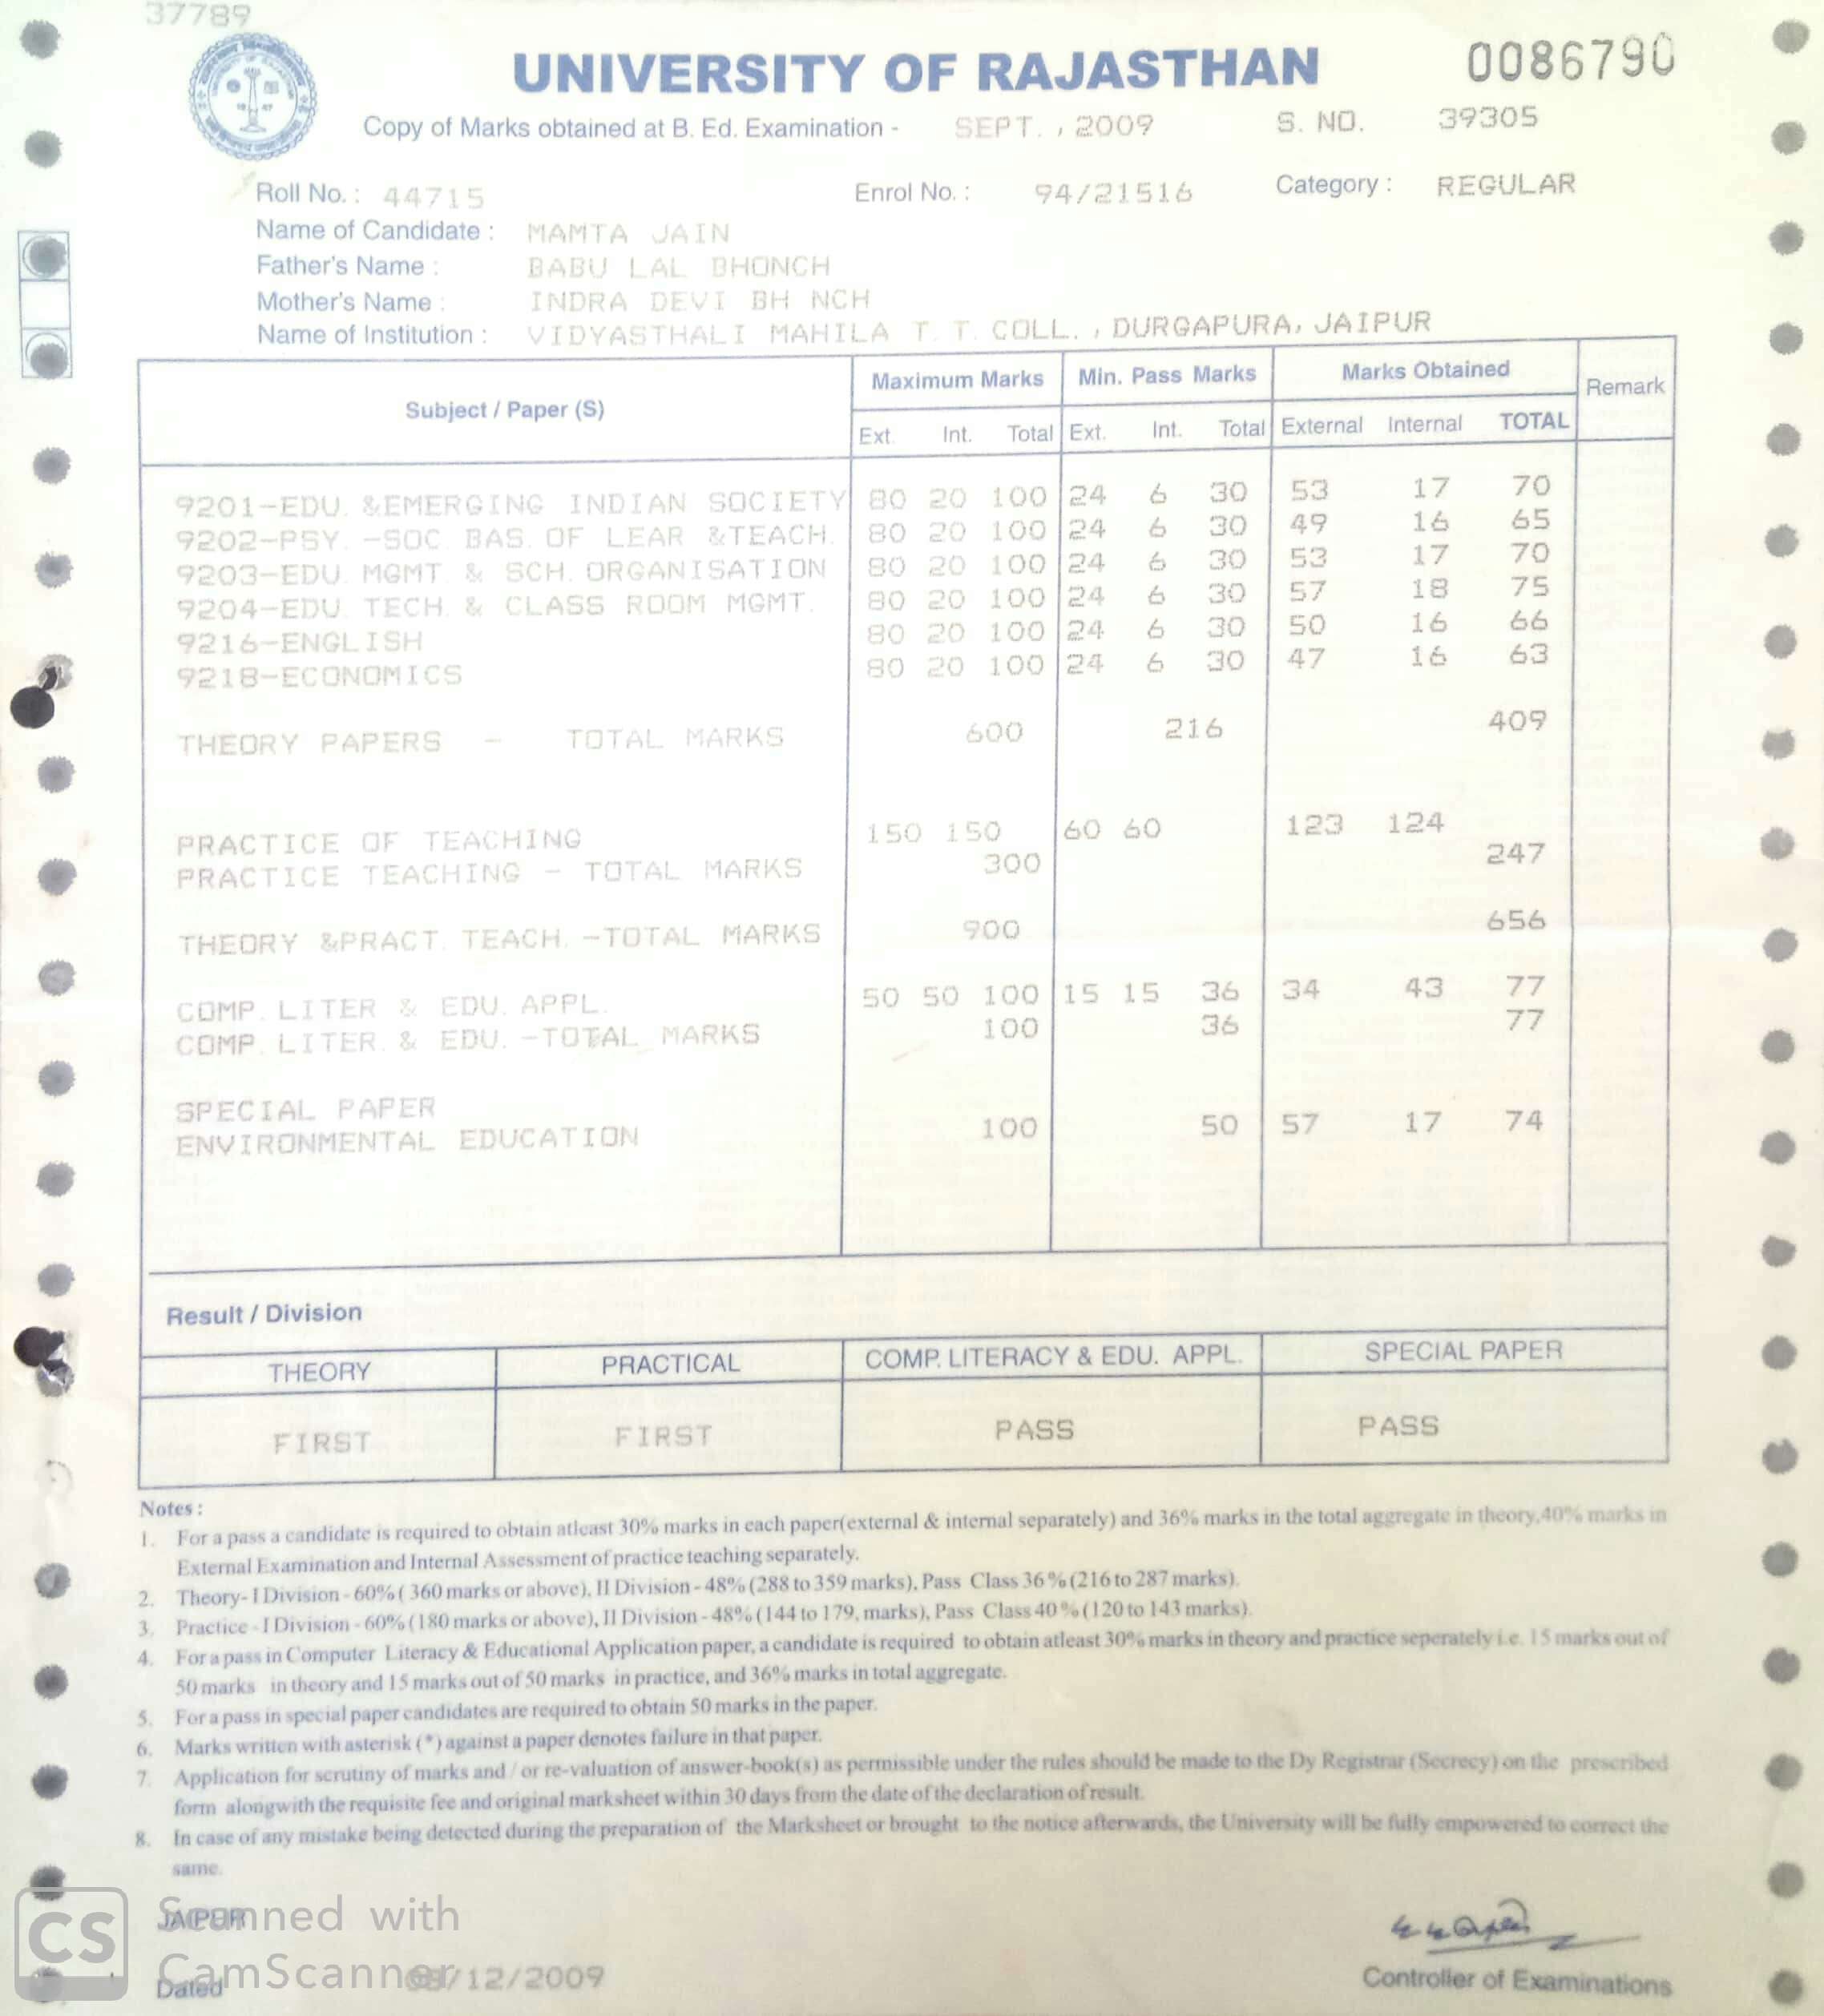 37789
UNIVERSITY OF RAJASTHAN 0086790
Copy of Marks obtained at B. Ed. Examination - SEPT. , 2009 S. NO. 39305
Roll No. : 44715 Enrol No. : 94/21516 Category : REGULAR
Name of Candidate : MAMTA JAIN
Father's Name : BABU LAL BHONCH
Mother's Name : INDRA DEVI BH NCH
Name of Institution : VIDYASTHALI MAHILA T. T. COLL. , DURGAPURA, JAIPUR
Subject / Paper (S) Maximum Marks Min. Pass Marks Marks Obtained Remark
Ext. Int. Total Ext. Int. Total External Internal TOTAL
9201-EDU. &EMERGING INDIAN SOCIETY 80 20 100 24 6 30 53 17 70
9202-PSY. -SOC. BAS. OF LEAR &TEACH. 80 20 100 24 6 30 49 16 65
9203-EDU. MGMT. & SCH. ORGANISATION 80 20 100 24 6 30 53 17 70
9204-EDU. TECH. & CLASS ROOM MGMT. 80 20 100 24 6 30 57 18 75
9216-ENGLISH 80 20 100 24 6 30 50 16 66
9218-ECONOMICS 80 20 100 24 6 30 47 16 63
THEORY PAPERS - TOTAL MARKS 600 216 409
PRACTICE OF TEACHING 150 150 60 60 123 124
PRACTICE TEACHING - TOTAL MARKS 300 247
THEORY &PRACT. TEACH. -TOTAL MARKS 900 656
COMP. LITER & EDU. APPL. 50 50 100 15 15 36 34 43 77
COMP. LITER. & EDU. -TOTAL MARKS 100 36 77
SPECIAL PAPER
ENVIRONMENTAL EDUCATION 100 50 57 17 74
Result / Division
THEORY PRACTICAL COMP. LITERACY & EDU. APPL. SPECIAL PAPER
FIRST FIRST PASS PASS
Notes :
1. For a pass a candidate is required to obtain atleast 30% marks in each paper(external & internal separately) and 36% marks in the total aggregate in theory,40% marks in
External Examination and Internal Assessment of practice teaching separately.
2. Theory- I Division - 60% ( 360 marks or above), II Division - 48% (288 to 359 marks), Pass Class 36 % (216 to 287 marks).
3. Practice - I Division - 60% (180 marks or above), II Division - 48% (144 to 179, marks), Pass Class 40 % (120 to 143 marks).
4. For a pass in Computer Literacy & Educational Application paper, a candidate is required to obtain atleast 30% marks in theory and practice seperately i.e. 15 marks out of
50 marks in theory and 15 marks out of 50 marks in practice, and 36% marks in total aggregate.
5. For a pass in special paper candidates are required to obtain 50 marks in the paper.
6. Marks written with asterisk (*) against a paper denotes failure in that paper.
7. Application for scrutiny of marks and / or re-valuation of answer-book(s) as permissible under the rules should be made to the Dy Registrar (Secrecy) on the prescribed
form alongwith the requisite fee and original marksheet within 30 days from the date of the declaration of result.
8. In case of any mistake being detected during the preparation of the Marksheet or brought to the notice afterwards, the University will be fully empowered to correct the
same.
JAIPUR
CS Scanned with
CamScanner
Dated /12/2009
Controller of Examinations